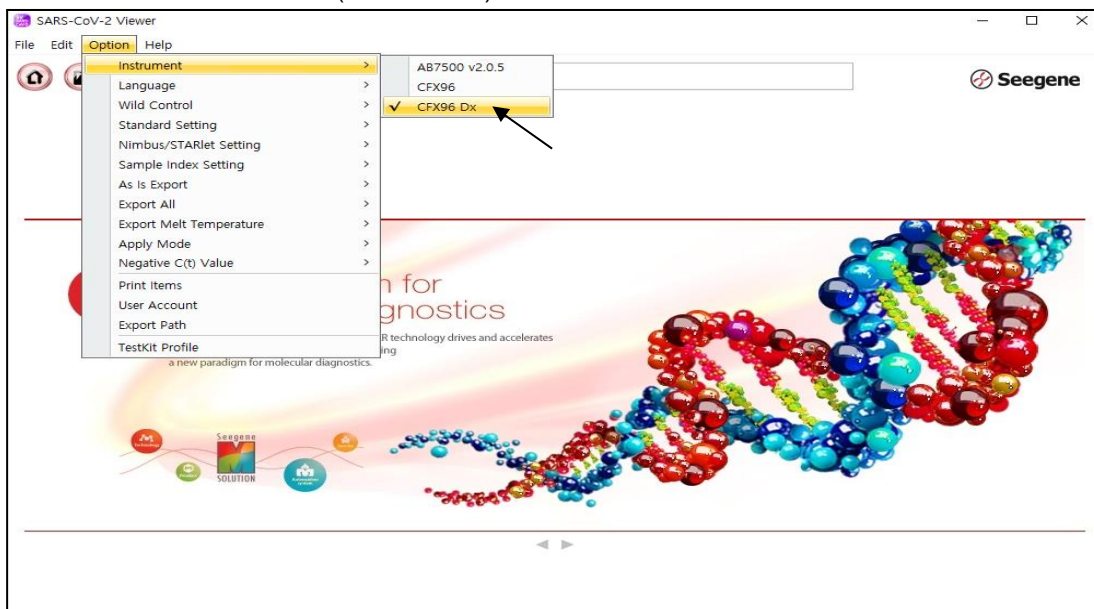 SARS-CoV-2 Viewer
File Edit Option Help
Instrument
Language
Wild Control
Standard Setting
Nimbus/STARlet Setting
Sample Index Setting
As Is Export
Export All
Export Melt Temperature
Apply Mode
Negative C(t) Value
Print Items
User Account
Export Path
TestKit Profile
AB7500 v2.0.5
CFX96
✓ CFX96 Dx
Seegene
n for
gnostics
R technology drives and accelerates
ing
a new paradigm for molecular diagnostics.
Seegene
SOLUTION